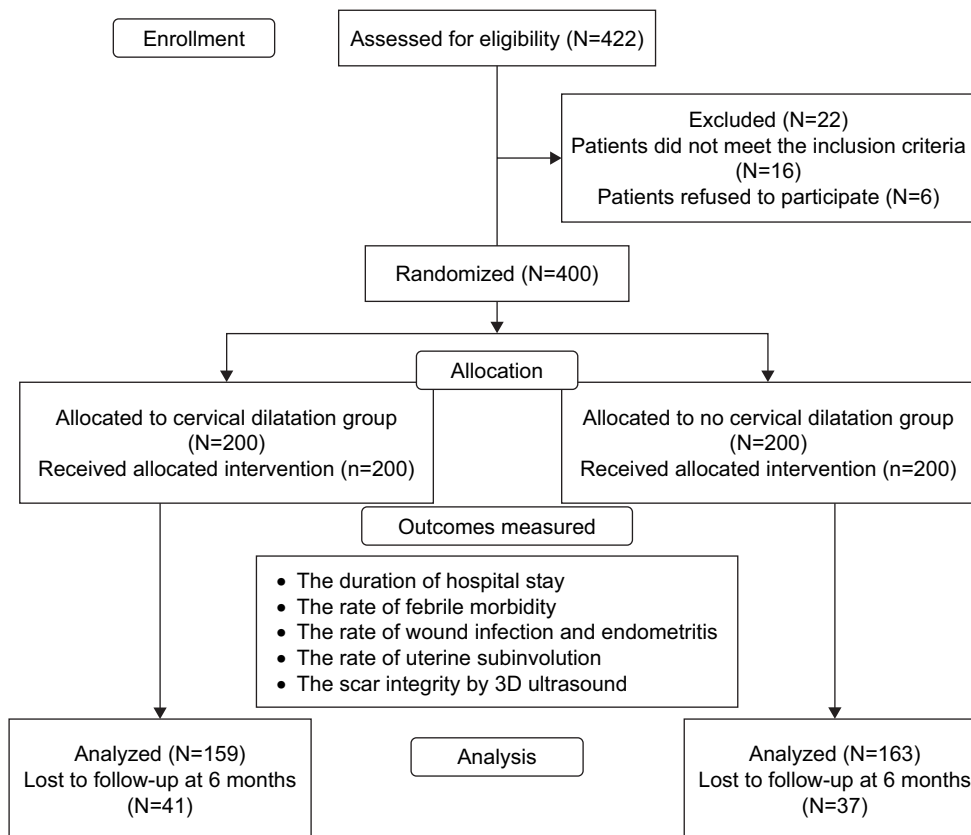 Enrollment
Assessed for eligibility (N=422)
Excluded (N=22)
Patients did not meet the inclusion criteria
(N=16)
Patients refused to participate (N=6)
Randomized (N=400)
Allocation
Allocated to cervical dilatation group
(N=200)
Received allocated intervention (n=200)
Allocated to no cervical dilatation group
(N=200)
Received allocated intervention (n=200)
Outcomes measured
• The duration of hospital stay
• The rate of febrile morbidity
• The rate of wound infection and endometritis
• The rate of uterine subinvolution
• The scar integrity by 3D ultrasound
Analysis
Analyzed (N=159)
Lost to follow-up at 6 months
(N=41)
Analyzed (N=163)
Lost to follow-up at 6 months
(N=37)